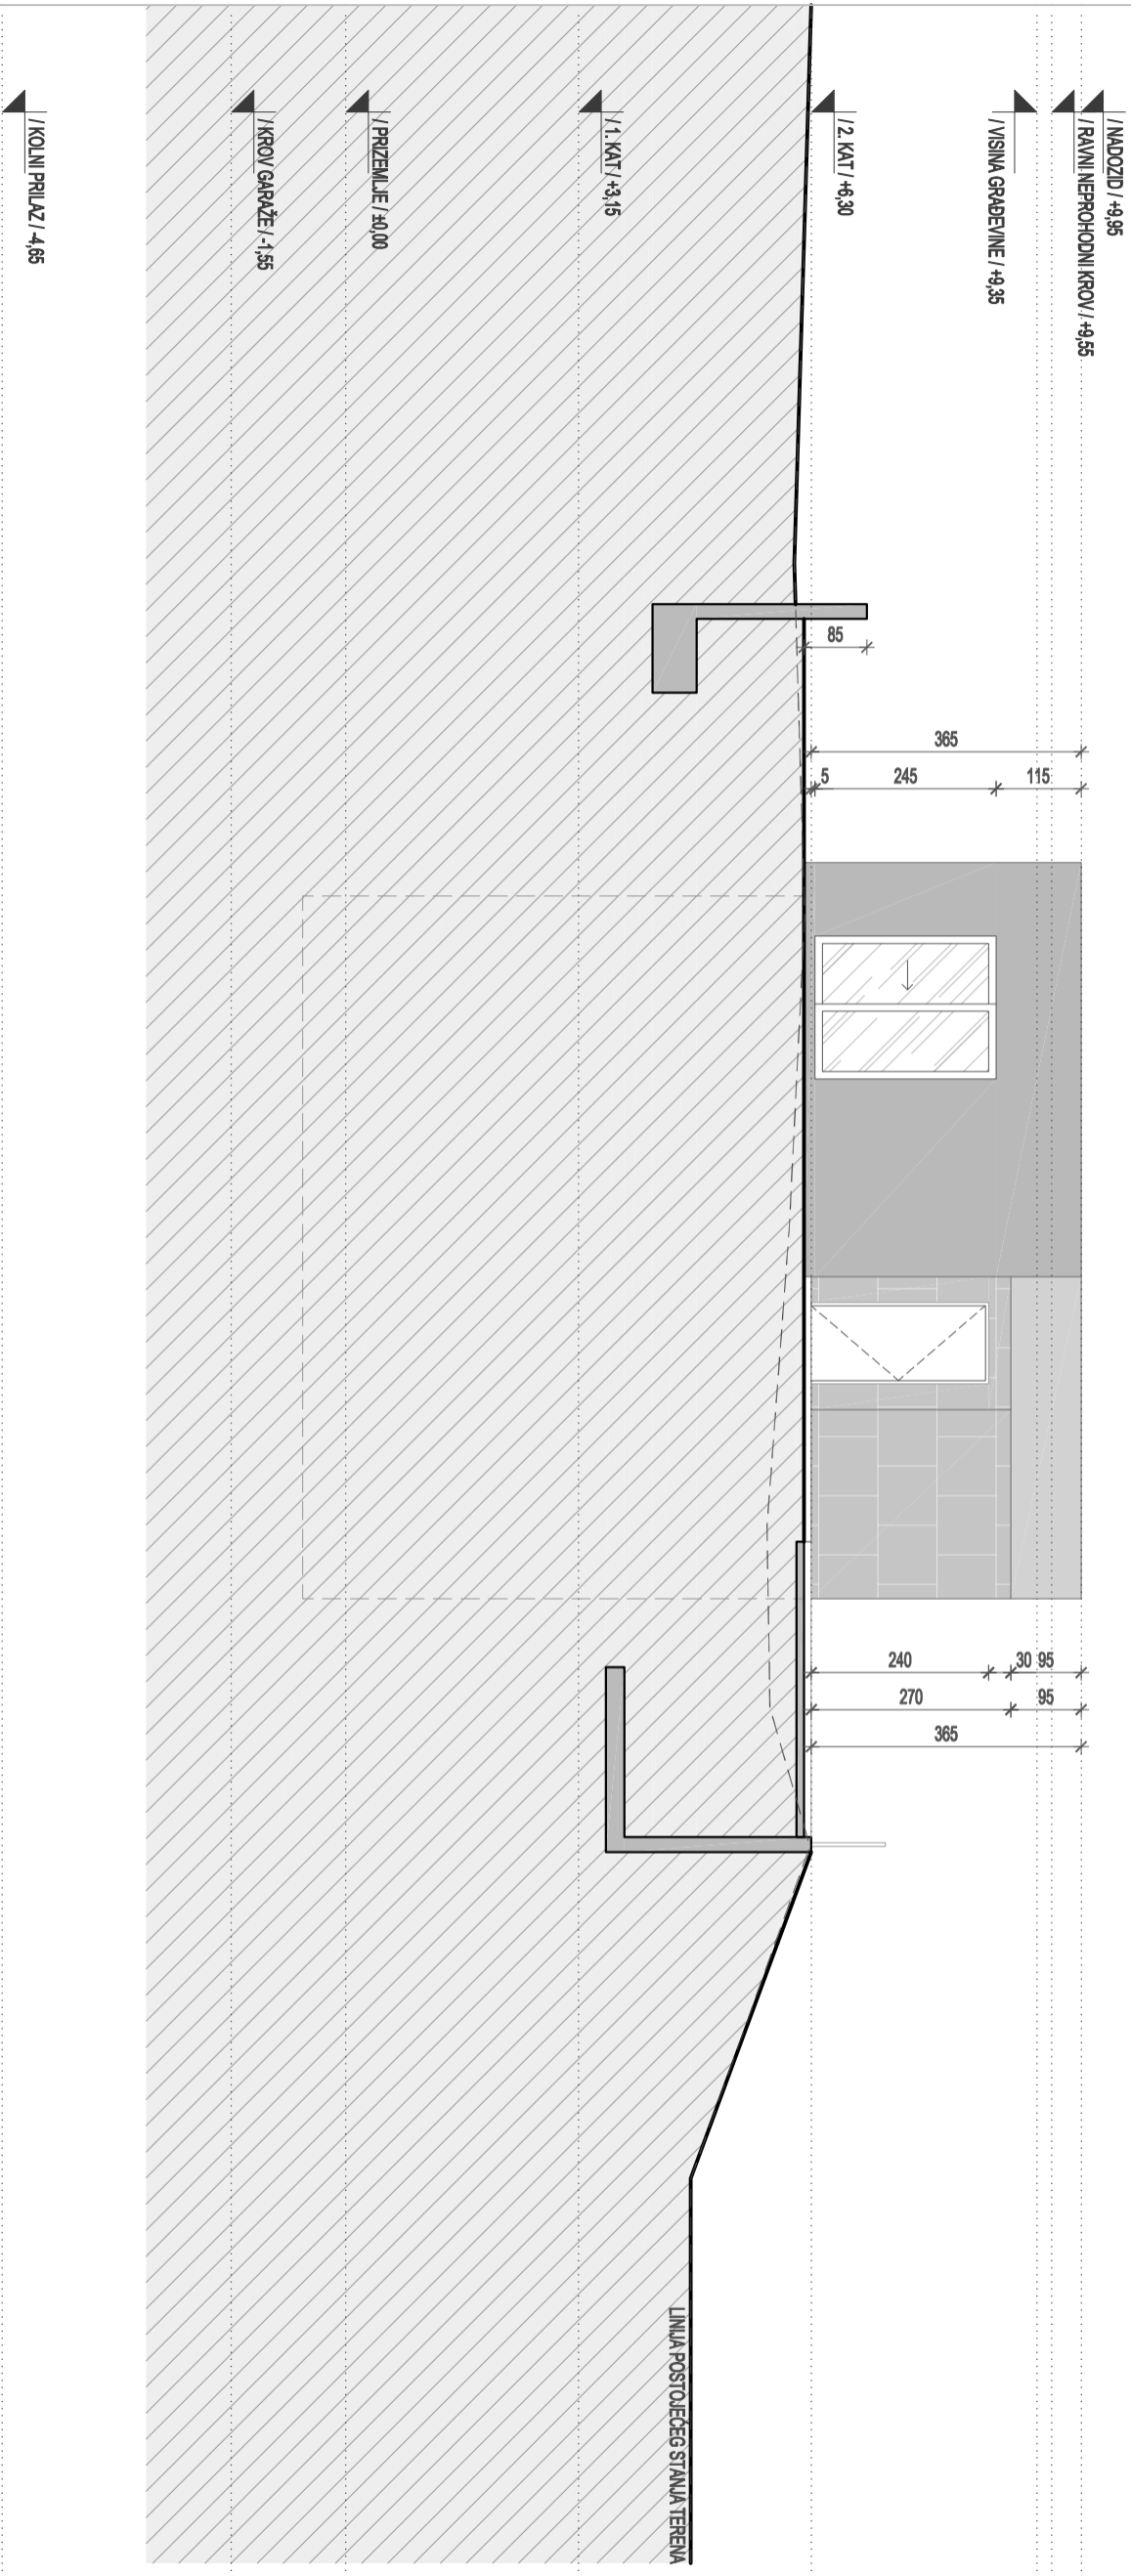 / NADOZID / +9,95
/ RAVNI NEPROHODNI KROV / +9,55
/ VISINA GRAĐEVINE / +9,35
/ 2. KAT / +6,30
/ 1. KAT / +3,15
/ PRIZEMLJE / ±0,00
/ KROV GARAŽE / -1,55
/ KOLNI PRILAZ / -4,65
85
365
5 245 115
240 30 95
270 95
365
LINIJA POSTOJEĆEG STANJA TERENA